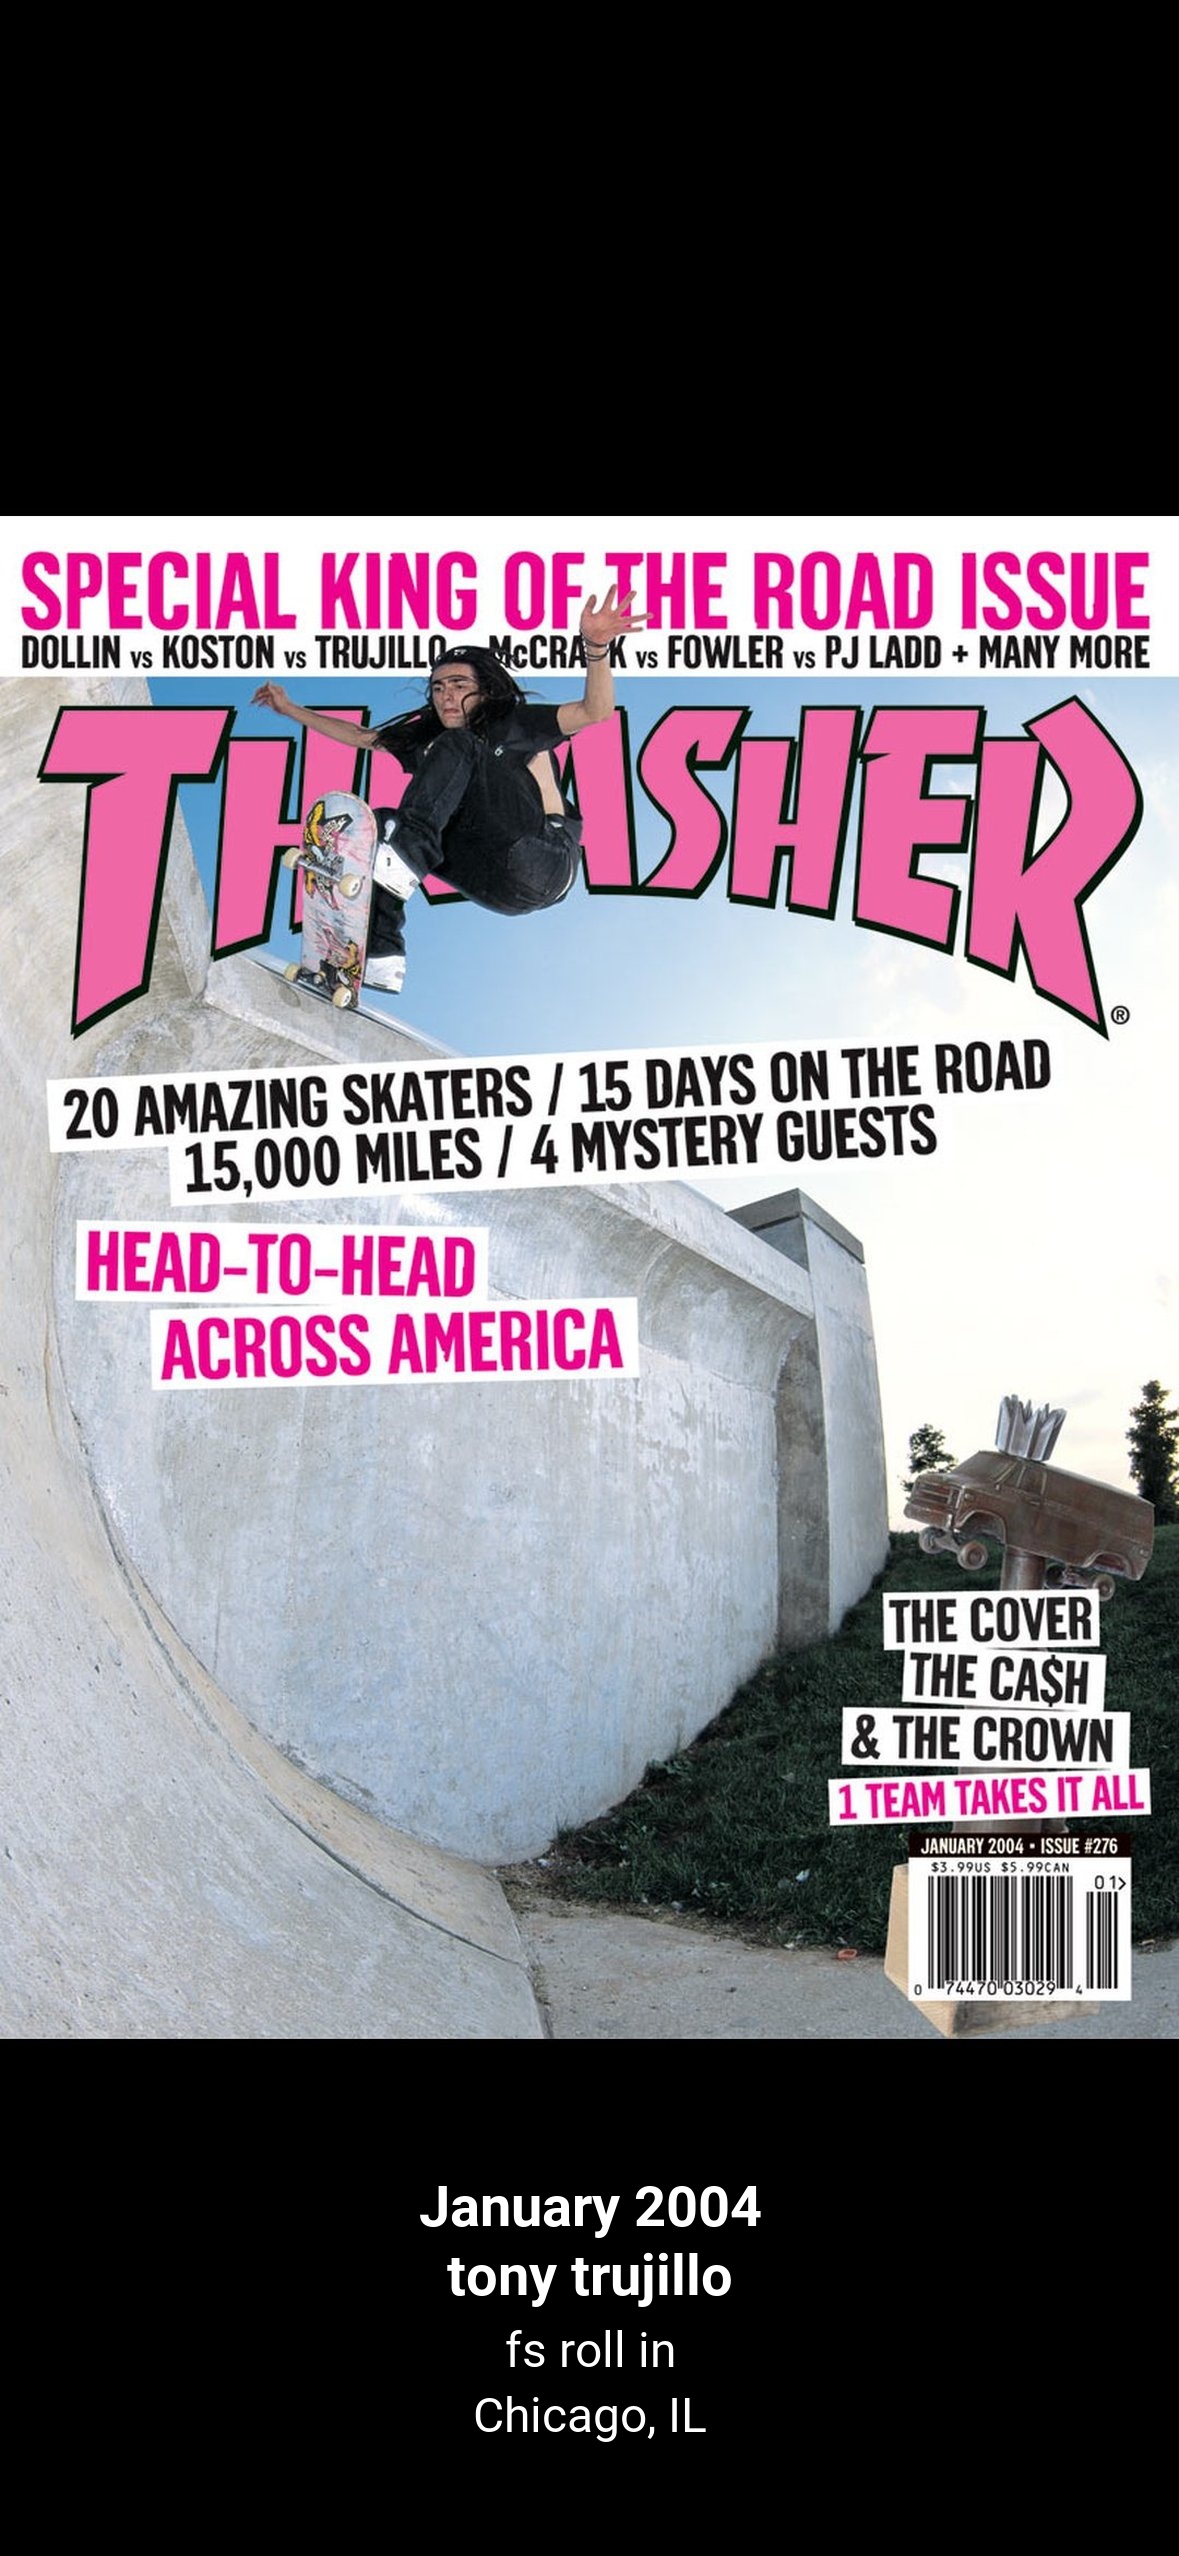 SPECIAL KING OF THE ROAD ISSUE
DOLLIN vs KOSTON vs TRUJILLO McCRACK vs FOWLER vs PJ LADD + MANY MORE
THRASHER®
20 AMAZING SKATERS / 15 DAYS ON THE ROAD
15,000 MILES / 4 MYSTERY GUESTS
HEAD-TO-HEAD
ACROSS AMERICA
THE COVER
THE CA$H
& THE CROWN
1 TEAM TAKES IT ALL
JANUARY 2004 • ISSUE #276
$3.99US $5.99CAN
01>
0 74470 03029 4
January 2004
tony trujillo
fs roll in
Chicago, IL